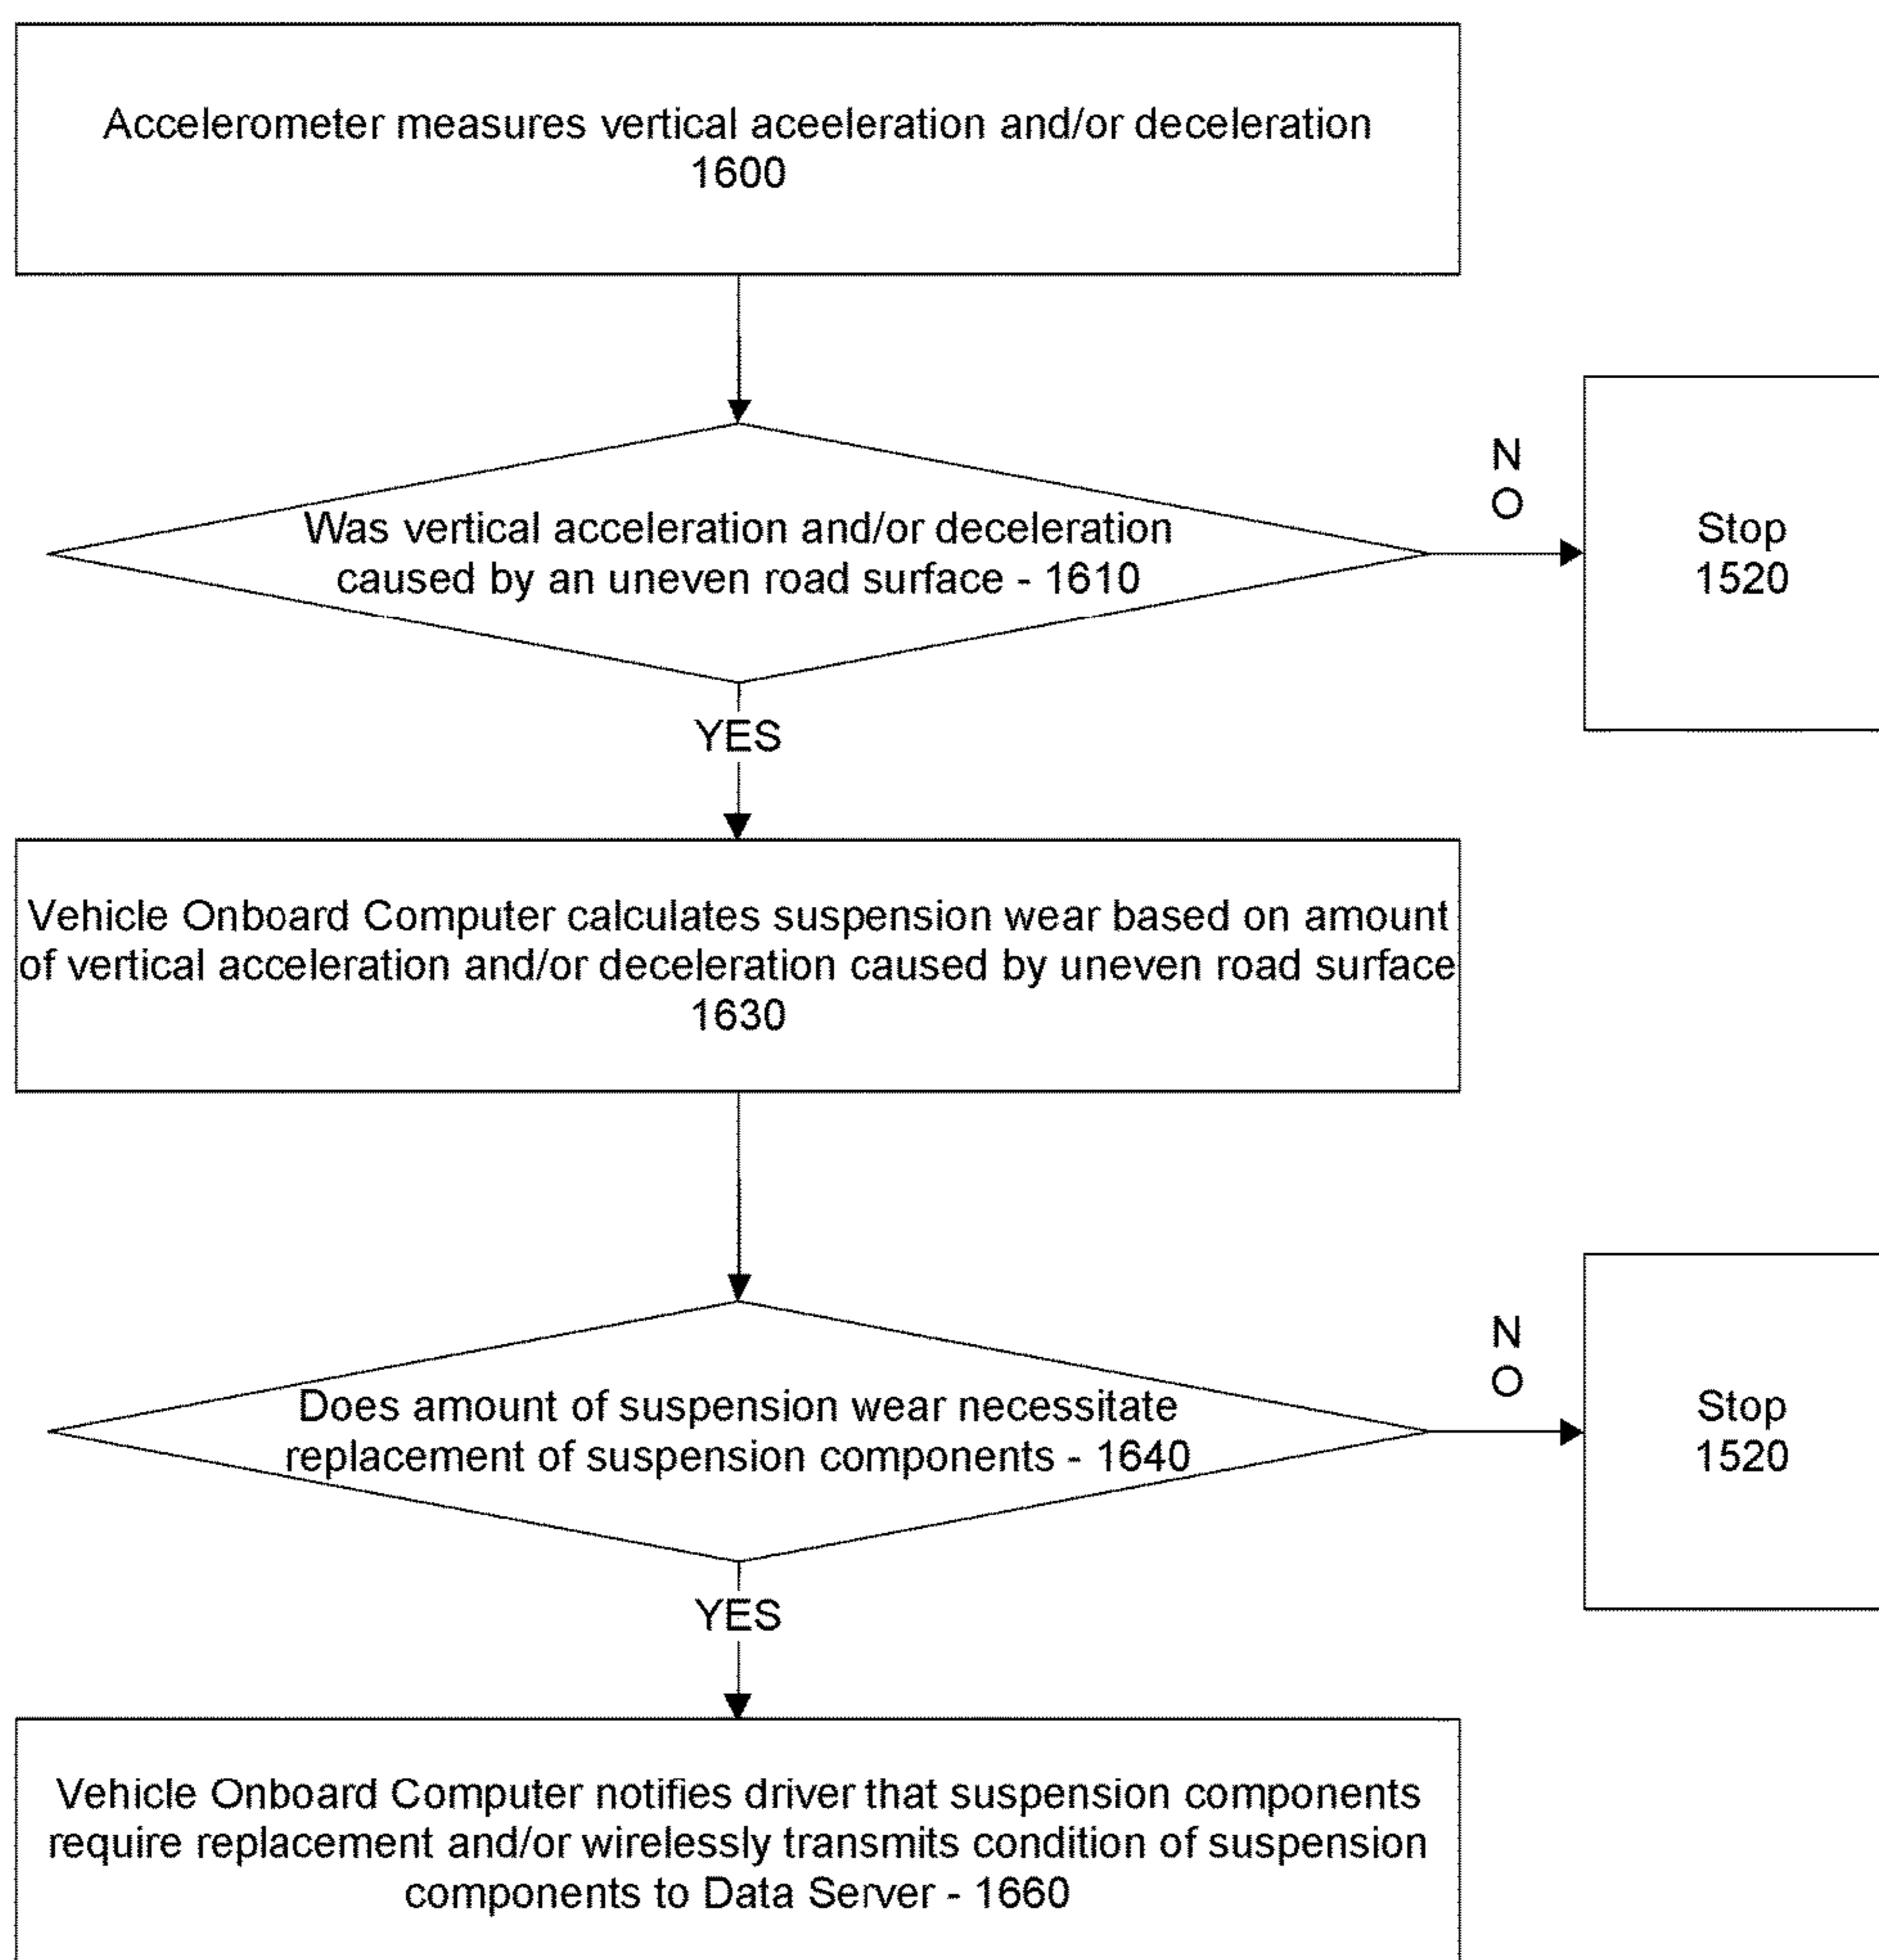 Accelerometer measures vertical aceeleration and/or deceleration
1600
Was vertical acceleration and/or deceleration
caused by an uneven road surface - 1610
N
O
Stop
1520
YES
Vehicle Onboard Computer calculates suspension wear based on amount
of vertical acceleration and/or deceleration caused by uneven road surface
1630
Does amount of suspension wear necessitate
replacement of suspension components - 1640
N
O
Stop
1520
YES
Vehicle Onboard Computer notifies driver that suspension components
require replacement and/or wirelessly transmits condition of suspension
components to Data Server - 1660